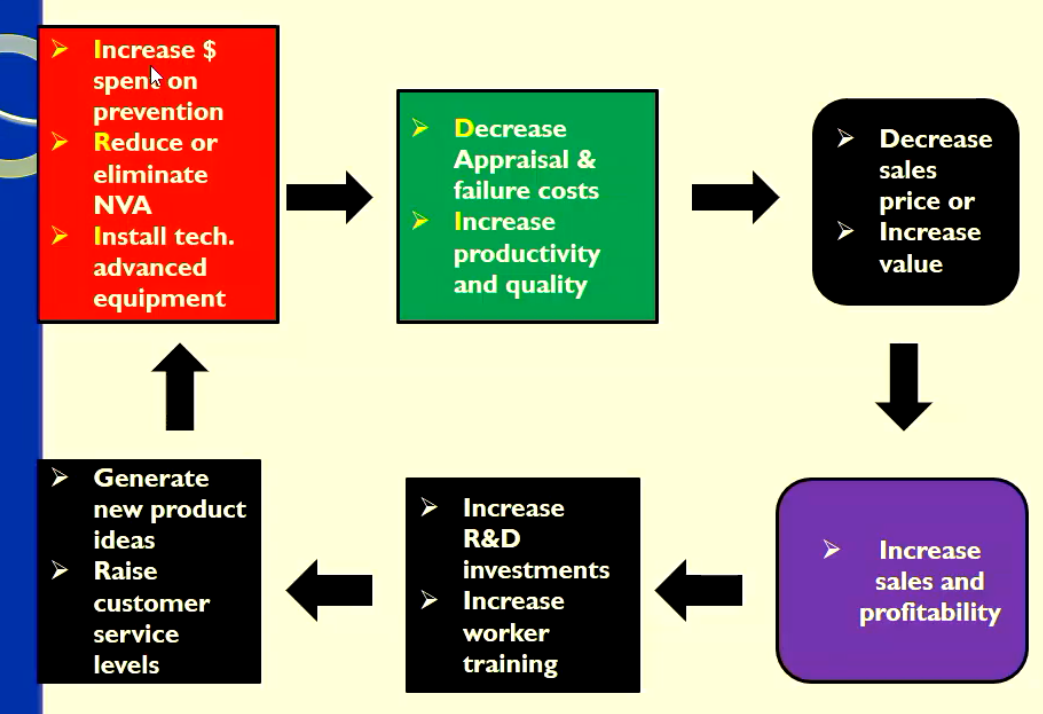 Increase $
spent on
prevention
Reduce or
eliminate
NVA
Install tech.
advanced
equipment
Decrease
Appraisal &
failure costs
Increase
productivity
and quality
Decrease
sales
price or
Increase
value
Increase
sales and
profitability
Increase
R&D
investments
Increase
worker
training
Generate
new product
ideas
Raise
customer
service
levels